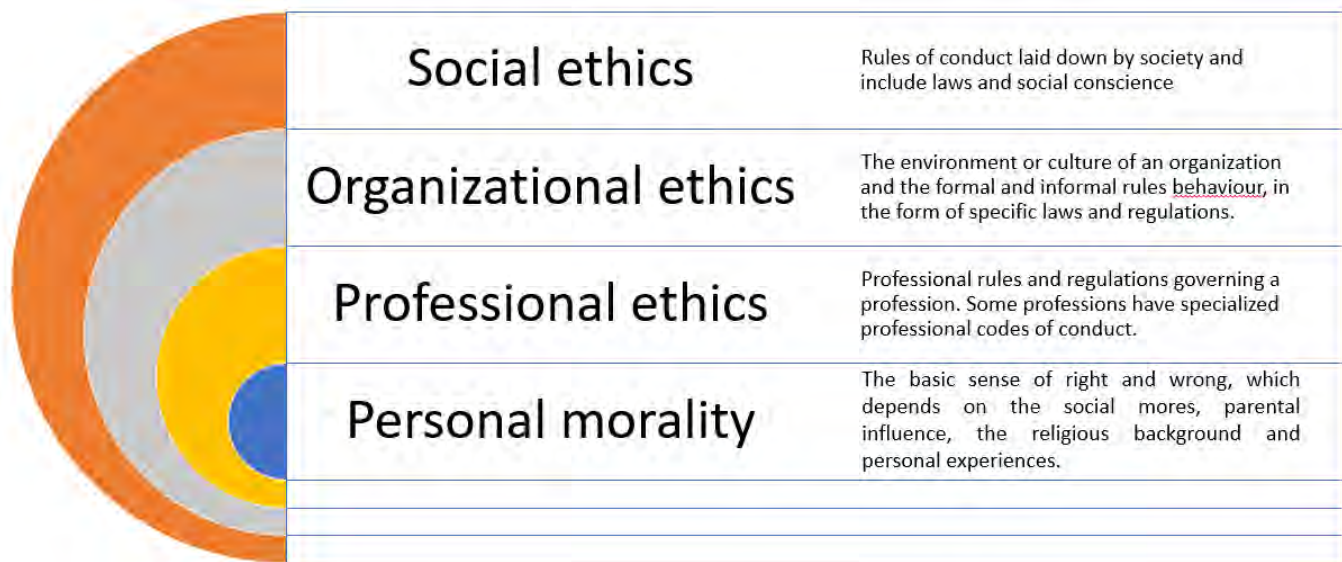 Social ethics
Rules of conduct laid down by society and
include laws and social conscience
Organizational ethics
The environment or culture of an organization
and the formal and informal rules behaviour, in
the form of specific laws and regulations.
Professional ethics
Professional rules and regulations governing a
profession. Some professions have specialized
professional codes of conduct.
Personal morality
The basic sense of right and wrong, which
depends on the social mores, parental
influence, the religious background and
personal experiences.